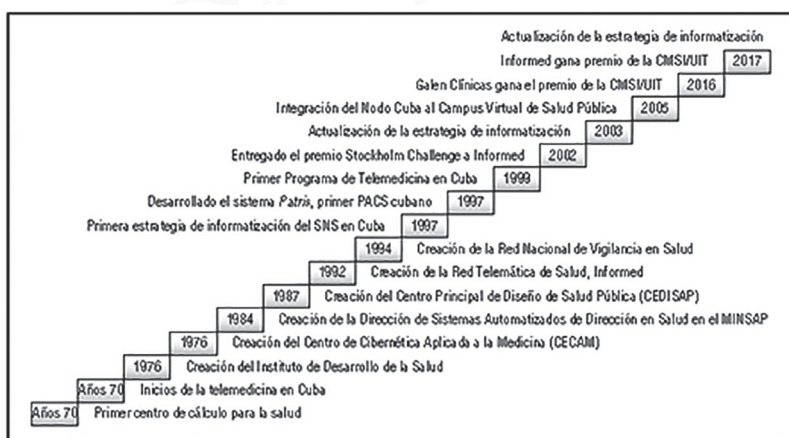 Actualización de la estrategia de informatización
Informed gana premio de la CMSI/UIT 2017
Galen Clínicas gana el premio de la CMSI/UIT 2016
Integración del Nodo Cuba al Campus Virtual de Salud Pública 2005
Actualización de la estrategia de informatización 2003
Entregado el premio Stockholm Challenge a Informed 2002
Primer Programa de Telemedicina en Cuba 1999
Desarrollado el sistema Patris, primer PACS cubano 1997
Primera estrategia de informatización del SNS en Cuba 1997
1994 Creación de la Red Nacional de Vigilancia en Salud
1992 Creación de la Red Telemática de Salud, Informed
1987 Creación del Centro Principal de Diseño de Salud Pública (CEDISAP)
1984 Creación de la Dirección de Sistemas Automatizados de Dirección en Salud en el MINSAP
1976 Creación del Centro de Cibernética Aplicada a la Medicina (CECAM)
1976 Creación del Instituto de Desarrollo de la Salud
Años 70 Inicios de la telemedicina en Cuba
Años 70 Primer centro de cálculo para la salud